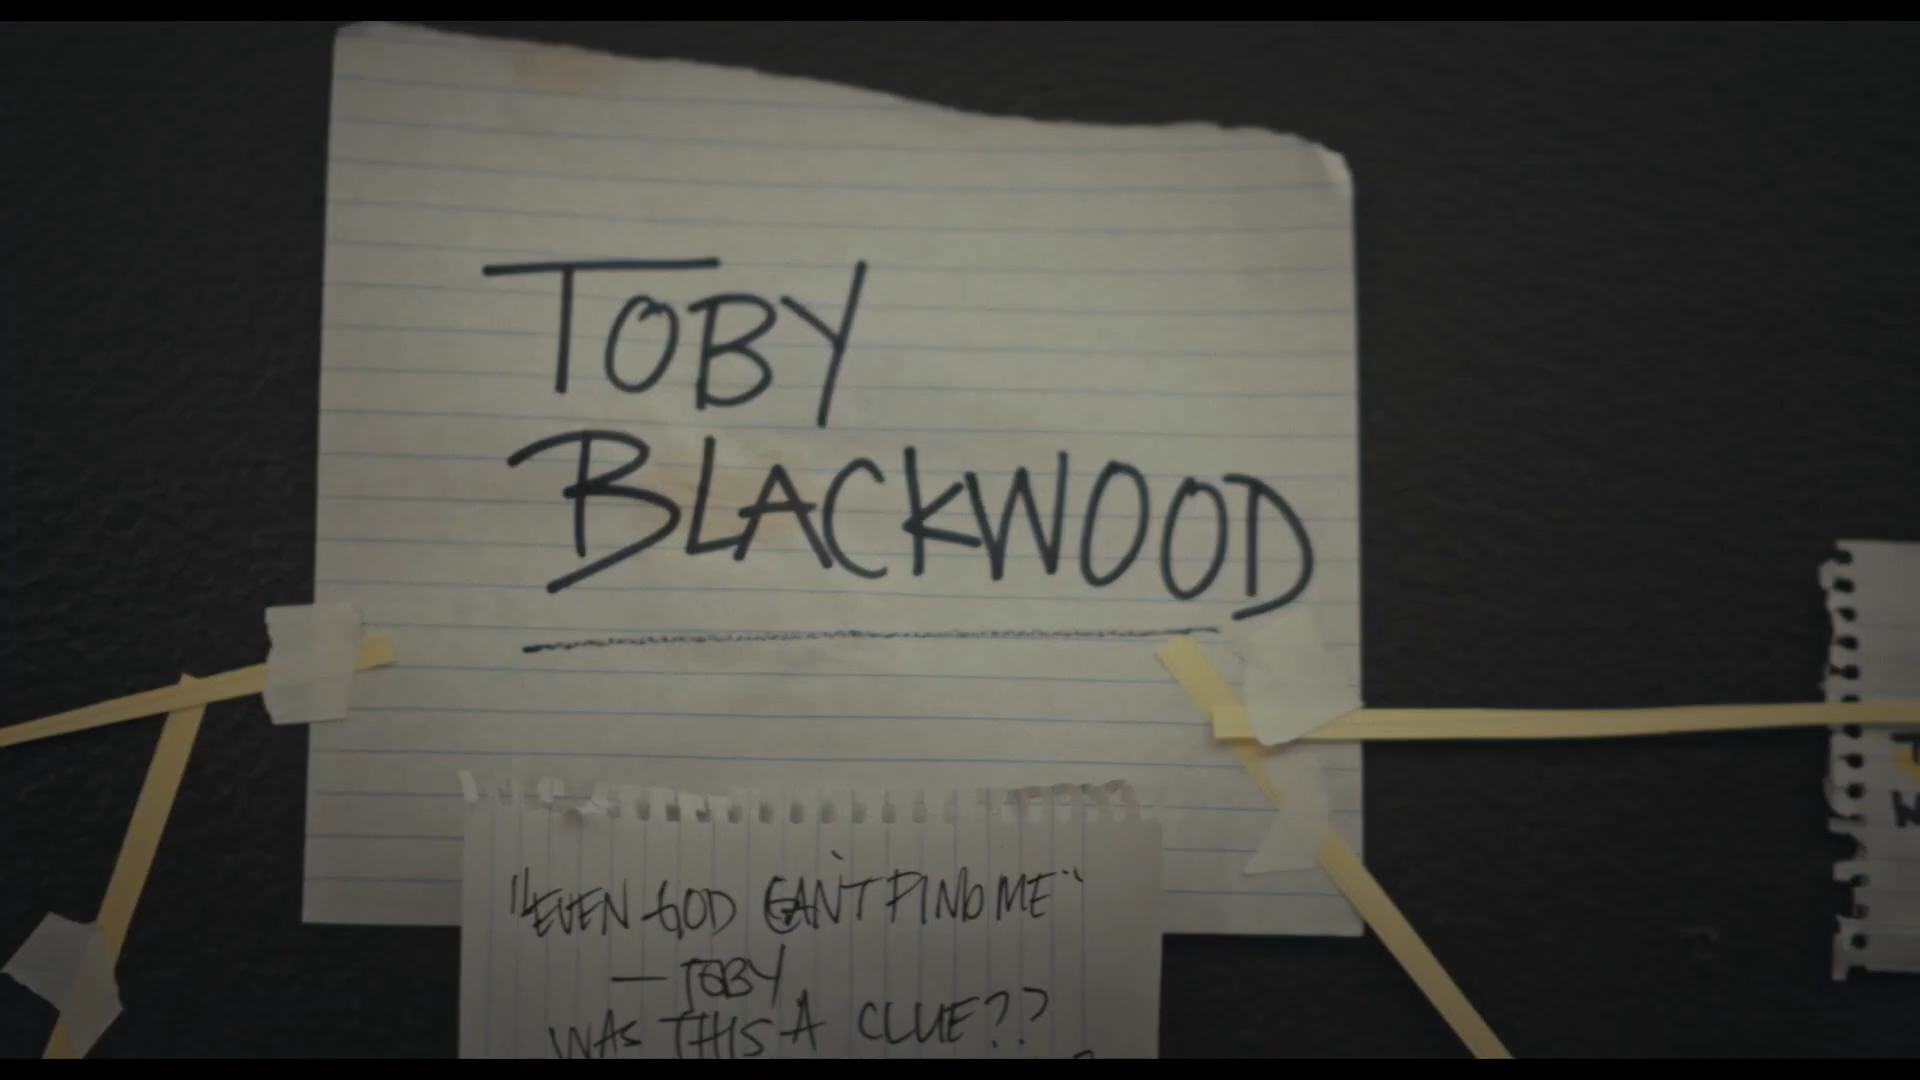 TOBY
BLACKWOOD
"EVEN GOD CAN'T FIND ME"
— TOBY
WAS THIS A CLUE??